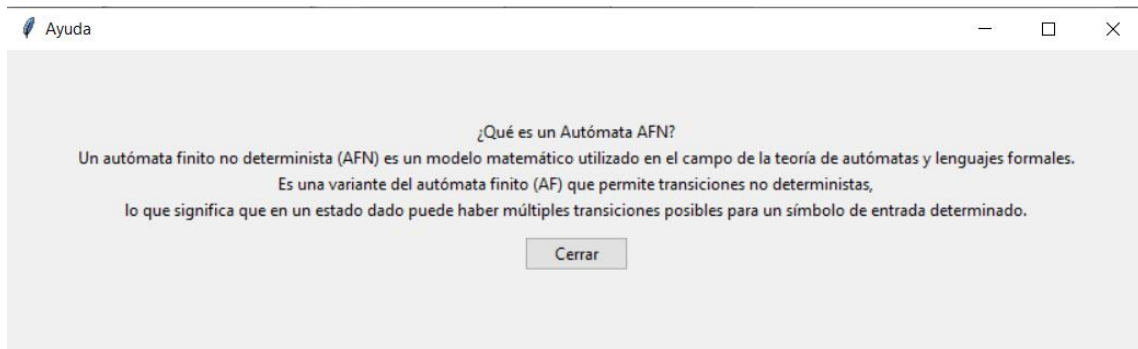 Ayuda
¿Qué es un Autómata AFN?
Un autómata finito no determinista (AFN) es un modelo matemático utilizado en el campo de la teoría de autómatas y lenguajes formales.
Es una variante del autómata finito (AF) que permite transiciones no deterministas,
lo que significa que en un estado dado puede haber múltiples transiciones posibles para un símbolo de entrada determinado.
Cerrar